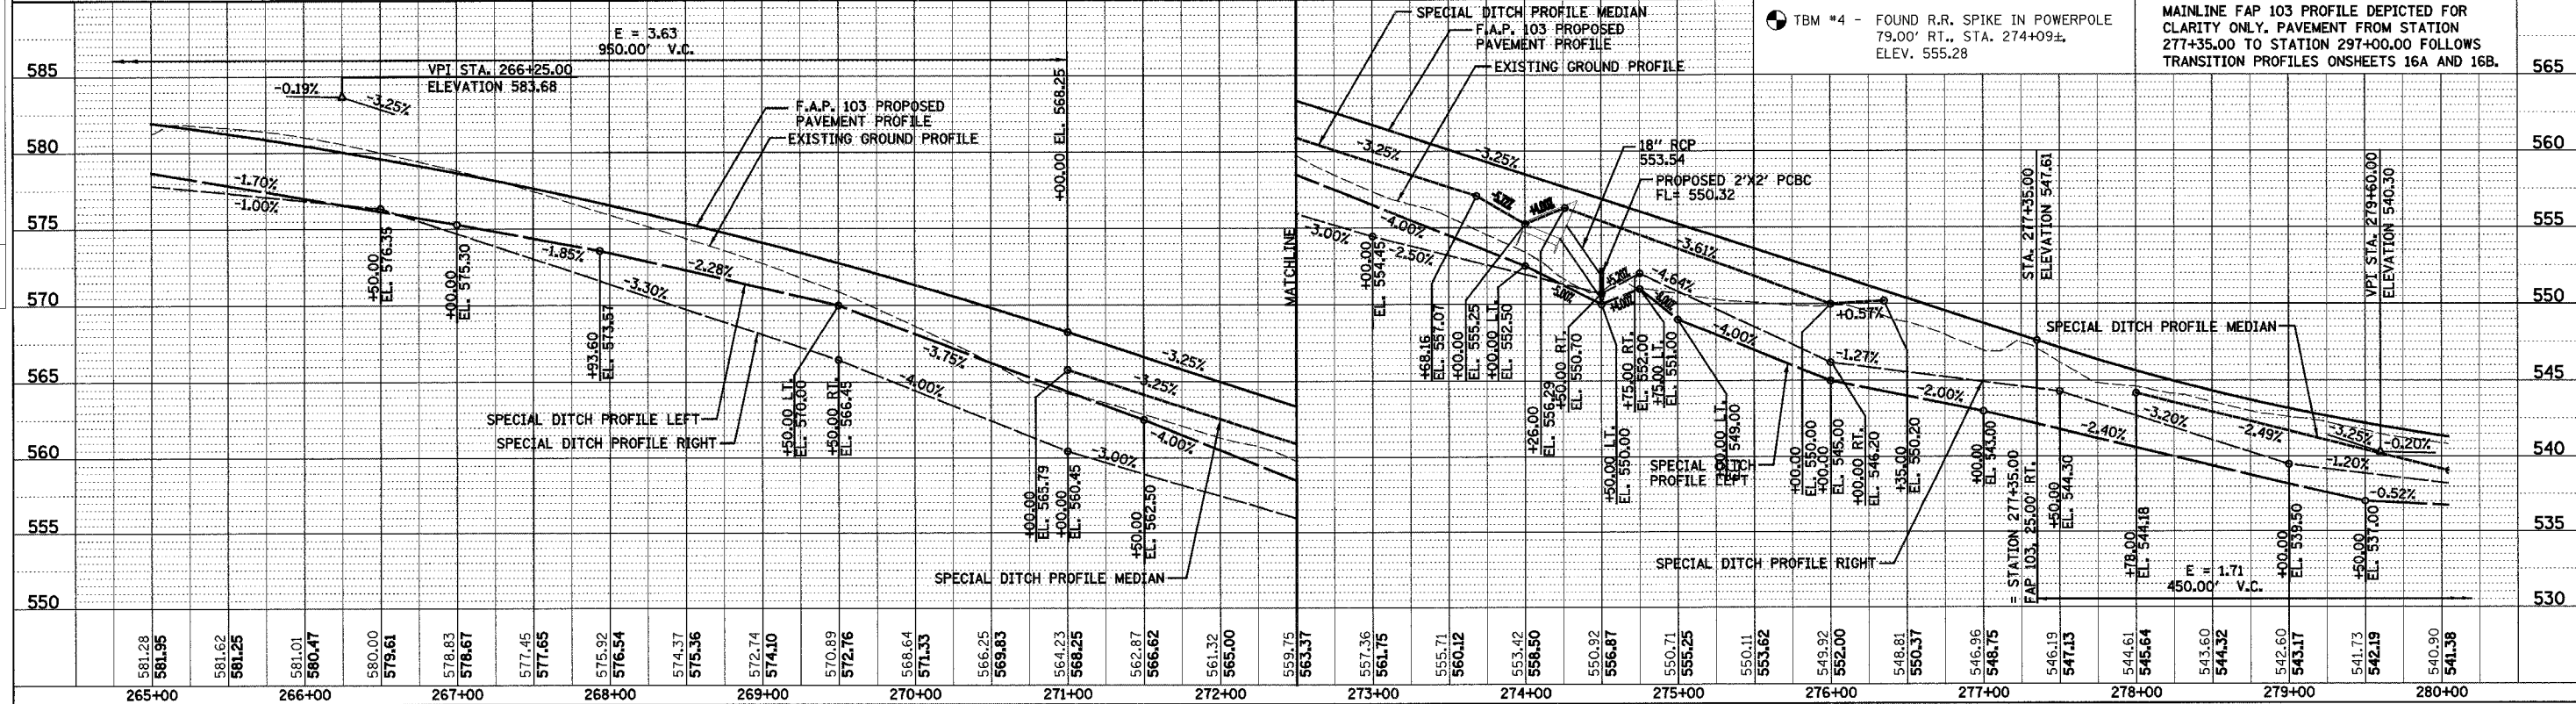 E = 3.63
950.00' V.C.
VPI STA. 266+25.00
ELEVATION 583.68
-0.19%
-3.25%
F.A.P. 103 PROPOSED
PAVEMENT PROFILE
EXISTING GROUND PROFILE
+00.00 EL. 568.25
SPECIAL DITCH PROFILE MEDIAN
F.A.P. 103 PROPOSED
PAVEMENT PROFILE
EXISTING GROUND PROFILE
TBM #4 - FOUND R.R. SPIKE IN POWERPOLE
79.00' RT., STA. 274+09±,
ELEV. 555.28
MAINLINE FAP 103 PROFILE DEPICTED FOR
CLARITY ONLY. PAVEMENT FROM STATION
277+35.00 TO STATION 297+00.00 FOLLOWS
TRANSITION PROFILES ONSHEETS 16A AND 16B.
585
580
575
570
565
560
555
550
565
560
555
550
545
540
535
530
-1.70%
-1.00%
+50.00
EL. 576.35
+00.00
EL. 575.30
-1.85%
+93.60
EL. 573.57
-2.28%
-3.30%
SPECIAL DITCH PROFILE LEFT
SPECIAL DITCH PROFILE RIGHT
+50.00 LT.
EL. 570.00
+50.00 RT.
EL. 566.45
-3.75%
-4.00%
-3.25%
-3.25%
+00.00
EL. 565.79
+00.00
EL. 560.45
-3.00%
-4.00%
+50.00
EL. 562.50
SPECIAL DITCH PROFILE MEDIAN
MATCHLINE
-3.25%
-3.25%
-4.00%
-3.00%
+00.00
EL. 554.45
-2.50%
+4.00%
18" RCP
553.54
PROPOSED 2'X2' PCBC
FL= 550.32
+68.16
EL. 557.07
+00.00
EL. 555.25
+00.00 LT.
EL. 552.50
+26.00
EL. 556.29
+50.00 RT.
EL. 550.70
+50.00 LT.
EL. 550.00
+75.00 RT.
EL. 552.00
+75.00 LT.
EL. 551.00
+00.00 LT.
EL. 549.00
-3.61%
-4.64%
-4.00%
SPECIAL DITCH
PROFILE LEFT
+00.00
EL. 550.00
+00.00
EL. 545.00
+00.00 RT.
EL. 546.20
+0.57%
+35.00
EL. 550.20
-1.27%
-2.00%
+00.00
EL. 543.00
SPECIAL DITCH PROFILE RIGHT
STA. 277+35.00
ELEVATION 547.61
= STATION 277+35.00
FAP 103, 25.00' RT.
+50.00
EL. 544.30
SPECIAL DITCH PROFILE MEDIAN
-2.40%
+78.00
EL. 544.18
-3.20%
-2.49%
E = 1.71
450.00' V.C.
VPI STA. 279+60.00
ELEVATION 540.30
-3.25%
-0.20%
-1.20%
+00.00
EL. 539.50
+50.00
EL. 537.00
-0.52%
581.28 581.95
581.62 581.25
581.01 580.47
580.00 579.61
578.83 578.67
577.45 577.65
575.92 576.54
574.37 575.36
572.74 574.10
570.89 572.76
568.64 571.33
566.25 569.83
564.23 568.25
562.87 566.62
561.32 565.00
559.75 563.37
557.36 561.75
555.71 560.12
553.42 558.50
550.92 556.87
550.71 555.25
550.11 553.62
549.92 552.00
548.81 550.37
546.96 548.75
546.19 547.13
544.61 545.64
543.60 544.32
542.60 543.17
541.73 542.19
540.90 541.38
265+00 266+00 267+00 268+00 269+00 270+00 271+00 272+00 273+00 274+00 275+00 276+00 277+00 278+00 279+00 280+00